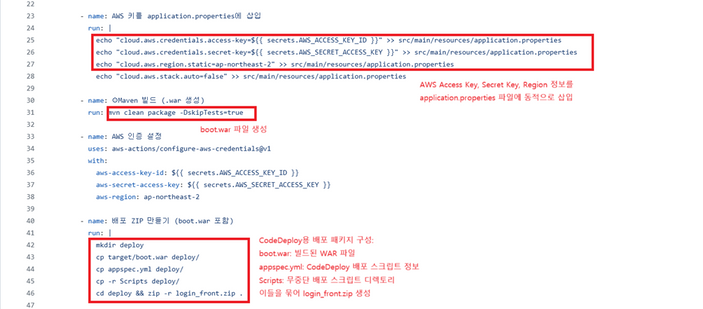 22
23 - name: AWS 키를 application.properties에 삽입
24 run: |
25 echo "cloud.aws.credentials.access-key=${{ secrets.AWS_ACCESS_KEY_ID }}" >> src/main/resources/application.properties
26 echo "cloud.aws.credentials.secret-key=${{ secrets.AWS_SECRET_ACCESS_KEY }}" >> src/main/resources/application.properties
27 echo "cloud.aws.region.static=ap-northeast-2" >> src/main/resources/application.properties
28 echo "cloud.aws.stack.auto=false" >> src/main/resources/application.properties
AWS Access Key, Secret Key, Region 정보를
application.properties 파일에 동적으로 삽입
29
30 - name: Maven 빌드 (.war 생성)
31 run: mvn clean package -DskipTests=true
32
boot.war 파일 생성
33 - name: AWS 인증 설정
34 uses: aws-actions/configure-aws-credentials@v1
35 with:
36 aws-access-key-id: ${{ secrets.AWS_ACCESS_KEY_ID }}
37 aws-secret-access-key: ${{ secrets.AWS_SECRET_ACCESS_KEY }}
38 aws-region: ap-northeast-2
39
40 - name: 배포 ZIP 만들기 (boot.war 포함)
41 run: |
42 mkdir deploy
43 cp target/boot.war deploy/
44 cp appspec.yml deploy/
45 cp -r Scripts deploy/
46 cd deploy && zip -r login_front.zip .
47
CodeDeploy용 배포 패키지 구성:
boot.war: 빌드된 WAR 파일
appspec.yml: CodeDeploy 배포 스크립트 정보
Scripts: 무중단 배포 스크립트 디렉토리
이들을 묶어 login_front.zip 생성